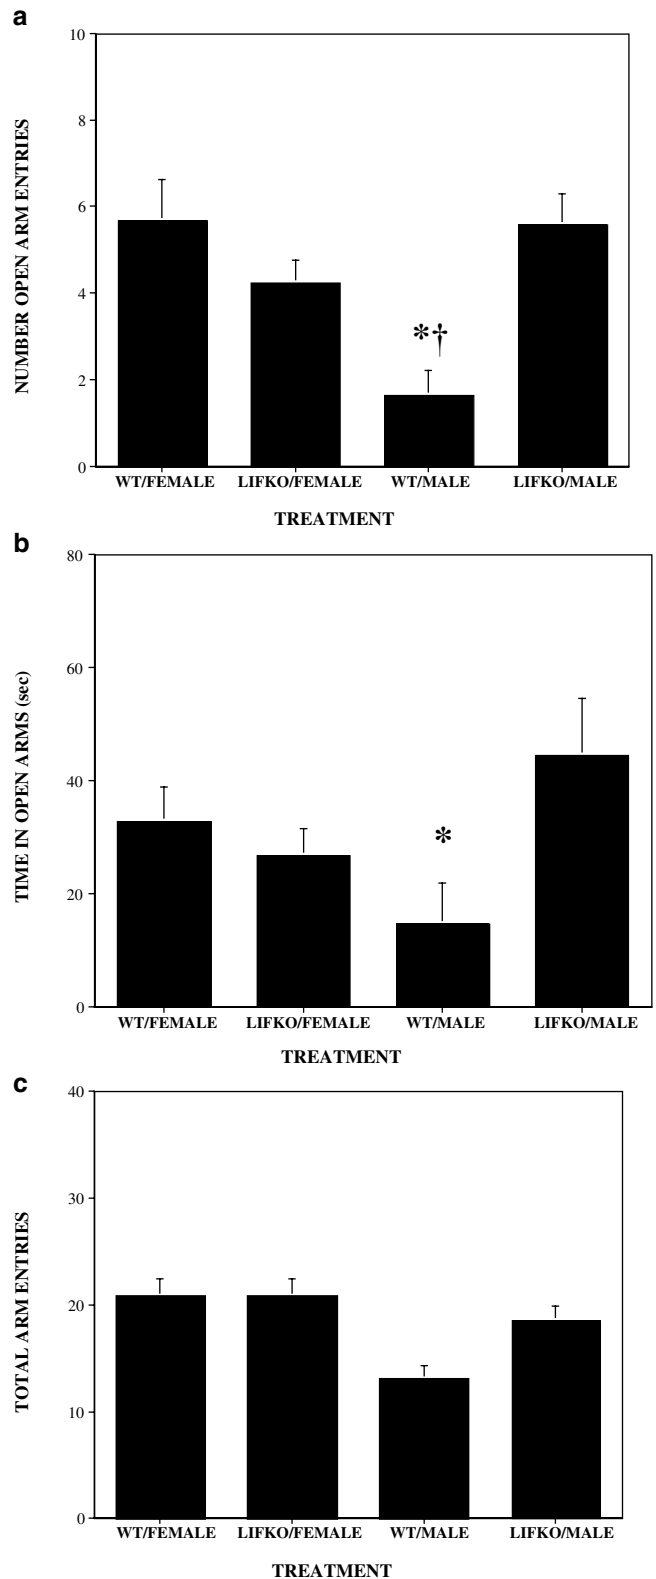 a
NUMBER OPEN ARM ENTRIES
10
8
6
4
2
0
*†
WT/FEMALE LIFKO/FEMALE WT/MALE LIFKO/MALE
TREATMENT
b
TIME IN OPEN ARMS (sec)
80
60
40
20
0
*
WT/FEMALE LIFKO/FEMALE WT/MALE LIFKO/MALE
TREATMENT
c
TOTAL ARM ENTRIES
40
30
20
10
0
WT/FEMALE LIFKO/FEMALE WT/MALE LIFKO/MALE
TREATMENT